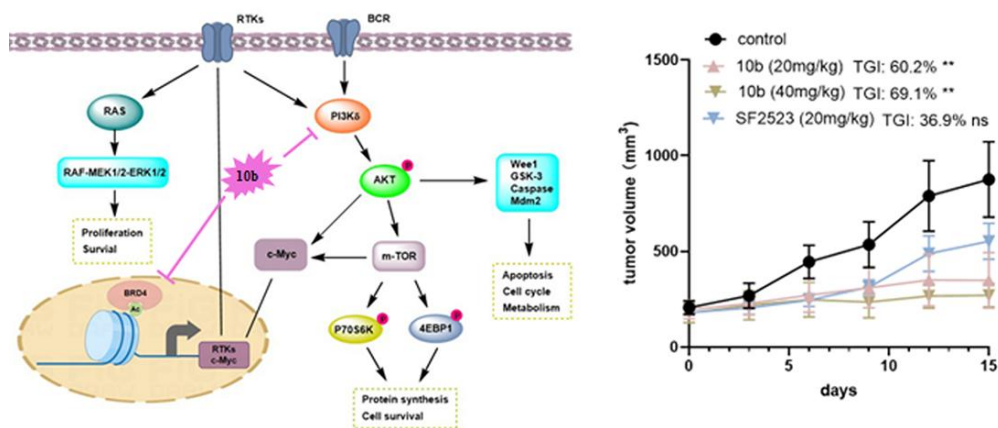 RTKs
BCR
RAS
PI3Kδ
RAF-MEK1/2-ERK1/2
10b
AKT
P
Wee1
GSK-3
Caspase
Mdm2
Proliferation
Survial
c-Myc
m-TOR
Apoptosis
Cell cycle
Metabolism
BRD4
Ac
P70S6K
P
4EBP1
P
RTKs
c-Myc
Protein synthesis
Cell survival
control
10b (20mg/kg) TGI: 60.2% **
10b (40mg/kg) TGI: 69.1% **
SF2523 (20mg/kg) TGI: 36.9% ns
1500
1000
500
0
tumor volume (mm³)
0 5 10 15
days